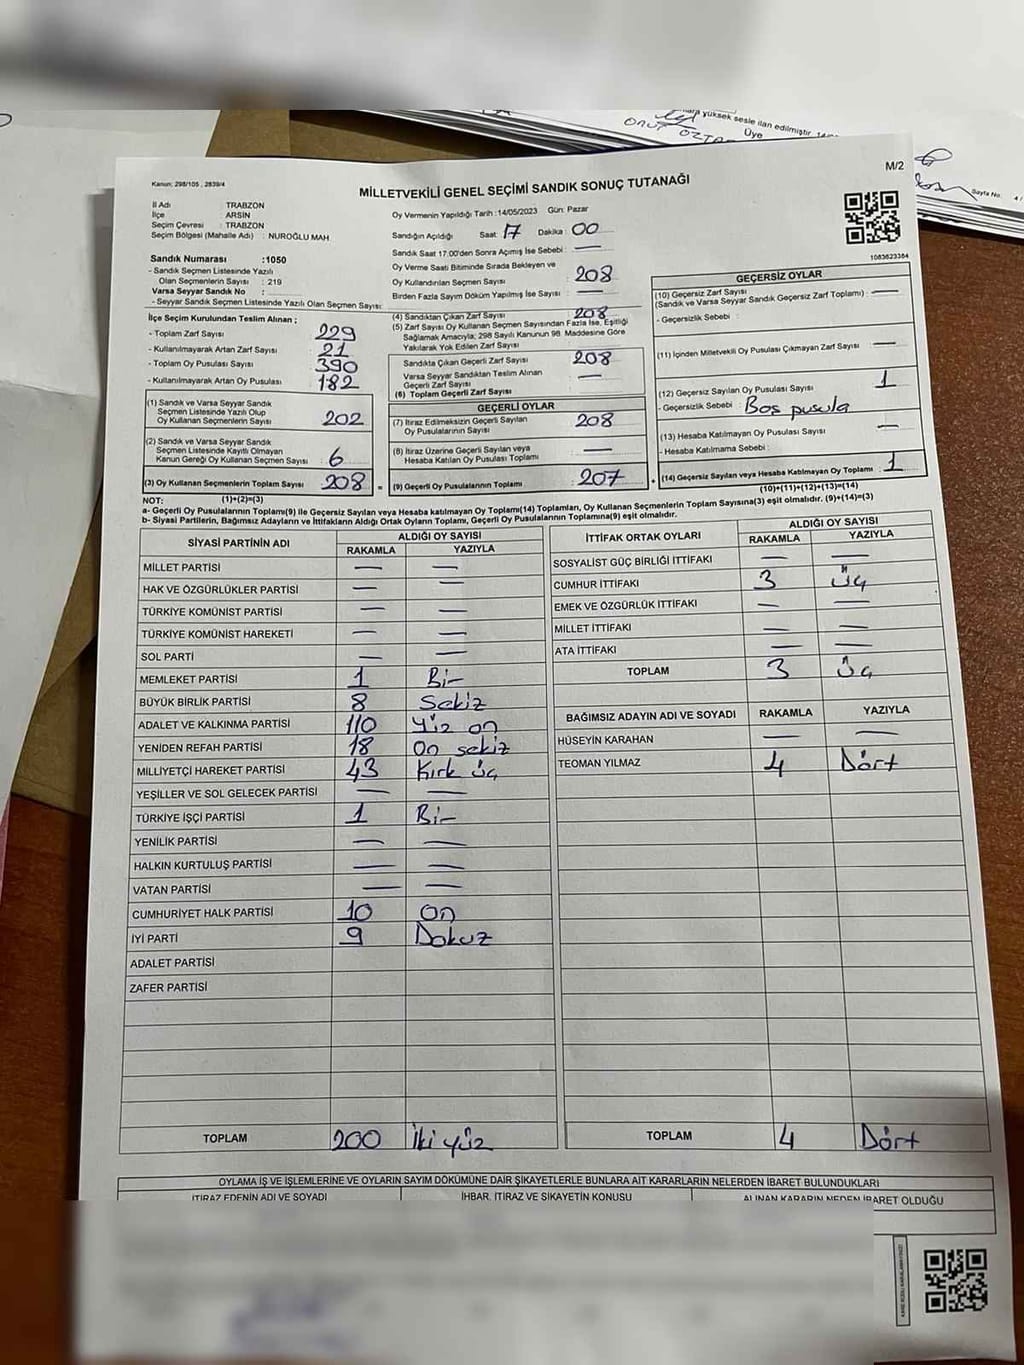 yüksek sesle ilan edilmiştir.
Üye
Sayfa No.
M/2
Kanun: 298/105 , 2839/4
MİLLETVEKİLİ GENEL SEÇİMİ SANDIK SONUÇ TUTANAĞI
İl Adı : TRABZON
İlçe : ARSİN
Seçim Çevresi : TRABZON
Seçim Bölgesi (Mahalle Adı) : NUROĞLU MAH.
Sandık Numarası :1050
- Sandık Seçmen Listesinde Yazılı
Olan Seçmenlerin Sayısı : 219
Varsa Seyyar Sandık No :
- Seyyar Sandık Seçmen Listesinde Yazılı Olan Seçmen Sayısı:
Oy Vermenin Yapıldığı Tarih :14/05/2023 Gün: Pazar
Sandığın Açıldığı Saat: 17 Dakika: 00
Sandık Saat 17.00'den Sonra Açımış İse Sebebi : —
Oy Verme Saati Bitiminde Sırada Bekleyen ve
Oy Kullandırılan Seçmen Sayısı : 208
Birden Fazla Sayım Döküm Yapılmış İse Sayısı : —
1083623384
İlçe Seçim Kurulundan Teslim Alınan ;
- Toplam Zarf Sayısı : 229
- Kullanılmayarak Artan Zarf Sayısı : 21
- Toplam Oy Pusulası Sayısı : 390
- Kullanılmayarak Artan Oy Pusulası : 182
(1) Sandık ve Varsa Seyyar Sandık
Seçmen Listesinde Yazılı Olup
Oy Kullanan Seçmenlerin Sayısı : 202
(2) Sandık ve Varsa Seyyar Sandık
Seçmen Listesinde Kayıtlı Olmayan
Kanun Gereği Oy Kullanan Seçmen Sayısı : 6
(3) Oy Kullanan Seçmenlerin Toplam Sayısı : 208 =
(1)+(2)=(3)
(4) Sandıktan Çıkan Zarf Sayısı : 208
(5) Zarf Sayısı Oy Kullanan Seçmen Sayısından Fazla İse, Eşitliği
Sağlamak Amacıyla; 298 Sayılı Kanunun 98. Maddesine Göre
Yakılarak Yok Edilen Zarf Sayısı :
Sandıkta Çıkan Geçerli Zarf Sayısı : 208
Varsa Seyyar Sandıktan Teslim Alınan
Geçerli Zarf Sayısı : —
(6) Toplam Geçerli Zarf Sayısı :
GEÇERLİ OYLAR
(7) İtiraz Edilmeksizin Geçerli Sayılan
Oy Pusulalarının Sayısı : 208
(8) İtiraz Üzerine Geçerli Sayılan veya
Hesaba Katılan Oy Pusulası Toplamı : —
(9) Geçerli Oy Pusulalarının Toplamı : 207 +
GEÇERSİZ OYLAR
(10) Geçersiz Zarf Sayısı
(Sandık ve Varsa Seyyar Sandık Geçersiz Zarf Toplamı) : —
- Geçersizlik Sebebi :
(11) İçinden Milletvekili Oy Pusulası Çıkmayan Zarf Sayısı : —
(12) Geçersiz Sayılan Oy Pusulası Sayısı : 1
- Geçersizlik Sebebi : Boş pusula
(13) Hesaba Katılmayan Oy Pusulası Sayısı : —
- Hesaba Katılmama Sebebi :
(14) Geçersiz Sayılan veya Hesaba Katılmayan Oy Toplamı : 1
(10)+(11)+(12)+(13)=(14)
NOT:
a- Geçerli Oy Pusulalarının Toplamı(9) ile Geçersiz Sayılan veya Hesaba katılmayan Oy Toplamı(14) Toplamları, Oy Kullanan Seçmenlerin Toplam Sayısına(3) eşit olmalıdır. (9)+(14)=(3)
b- Siyasi Partilerin, Bağımsız Adayların ve İttifakların Aldığı Ortak Oyların Toplamı, Geçerli Oy Pusulalarının Toplamına(9) eşit olmalıdır.
SİYASİ PARTİNİN ADI ALDIĞI OY SAYISI
RAKAMLA YAZIYLA
MİLLET PARTİSİ — —
HAK VE ÖZGÜRLÜKLER PARTİSİ — —
TÜRKİYE KOMÜNİST PARTİSİ — —
TÜRKİYE KOMÜNİST HAREKETİ — —
SOL PARTİ — —
MEMLEKET PARTİSİ 1 Bir
BÜYÜK BİRLİK PARTİSİ 8 Sekiz
ADALET VE KALKINMA PARTİSİ 110 Yüz on
YENİDEN REFAH PARTİSİ 18 On sekiz
MİLLİYETÇİ HAREKET PARTİSİ 43 Kırk üç
YEŞİLLER VE SOL GELECEK PARTİSİ — —
TÜRKİYE İŞÇİ PARTİSİ 1 Bir
YENİLİK PARTİSİ — —
HALKIN KURTULUŞ PARTİSİ — —
VATAN PARTİSİ — —
CUMHURİYET HALK PARTİSİ 10 On
İYİ PARTİ 9 Dokuz
ADALET PARTİSİ
ZAFER PARTİSİ
TOPLAM 200 İki yüz
İTTİFAK ORTAK OYLARI ALDIĞI OY SAYISI
RAKAMLA YAZIYLA
SOSYALİST GÜÇ BİRLİĞİ İTTİFAKI — —
CUMHUR İTTİFAKI 3 Üç
EMEK VE ÖZGÜRLÜK İTTİFAKI — —
MİLLET İTTİFAKI — —
ATA İTTİFAKI — —
TOPLAM 3 Üç
BAĞIMSIZ ADAYIN ADI VE SOYADI RAKAMLA YAZIYLA
HÜSEYİN KARAHAN — —
TEOMAN YILMAZ 4 Dört
TOPLAM 4 Dört
OYLAMA İŞ VE İŞLEMLERİNE VE OYLARIN SAYIM DÖKÜMÜNE DAİR ŞİKAYETLERLE BUNLARA AİT KARARLARIN NELERDEN İBARET BULUNDUKLARI
İTİRAZ EDENİN ADI VE SOYADI İHBAR, İTİRAZ VE ŞİKAYETİN KONUSU ALINAN KARARIN NEDEN İBARET OLDUĞU